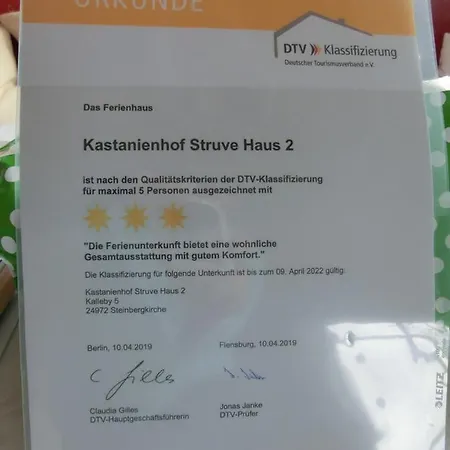 URKUNDE
DTV Klassifizierung
Deutscher Tourismusverband e.V.
Das Ferienhaus
Kastanienhof Struve Haus 2
ist nach den Qualitätskriterien der DTV-Klassifizierung
für maximal 5 Personen ausgezeichnet mit
"Die Ferienunterkunft bietet eine wohnliche
Gesamtausstattung mit gutem Komfort."
Die Klassifizierung für folgende Unterkunft ist bis zum 09. April 2022 gültig:
Kastanienhof Struve Haus 2
Kalleby 5
24972 Steinbergkirche
Berlin, 10.04.2019
Flensburg, 10.04.2019
Claudia Gilles
DTV-Hauptgeschäftsführerin
Jonas Janke
DTV-Prüfer
LEITZ